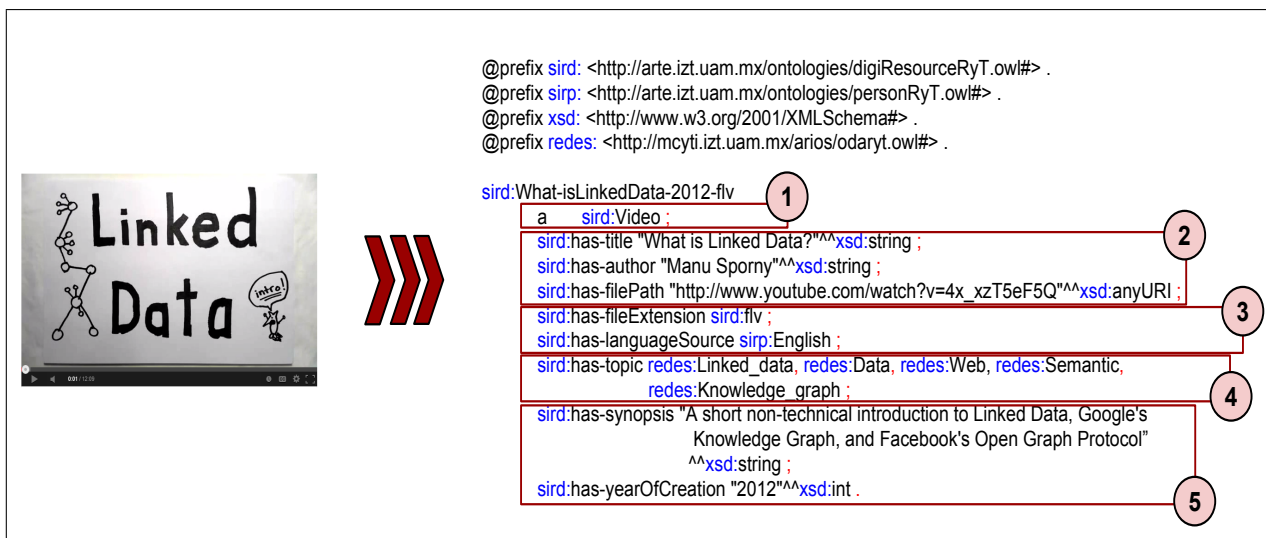 @prefix sird: <http://arte.izt.uam.mx/ontologies/digiResourceRyT.owl#> .
@prefix sirp: <http://arte.izt.uam.mx/ontologies/personRyT.owl#> .
@prefix xsd: <http://www.w3.org/2001/XMLSchema#> .
@prefix redes: <http://mcyti.izt.uam.mx/arios/odaryt.owl#> .
Linked
Data
intro!
0:01 / 12:09
sird:What-isLinkedData-2012-flv
1
a sird:Video ;
2
sird:has-title "What is Linked Data?"^^xsd:string ;
sird:has-author "Manu Sporny"^^xsd:string ;
sird:has-filePath "http://www.youtube.com/watch?v=4x_xzT5eF5Q"^^xsd:anyURI ;
3
sird:has-fileExtension sird:flv ;
sird:has-languageSource sirp:English ;
4
sird:has-topic redes:Linked_data, redes:Data, redes:Web, redes:Semantic,
redes:Knowledge_graph ;
sird:has-synopsis "A short non-technical introduction to Linked Data, Google's
Knowledge Graph, and Facebook's Open Graph Protocol”
^^xsd:string ;
sird:has-yearOfCreation "2012"^^xsd:int .
5